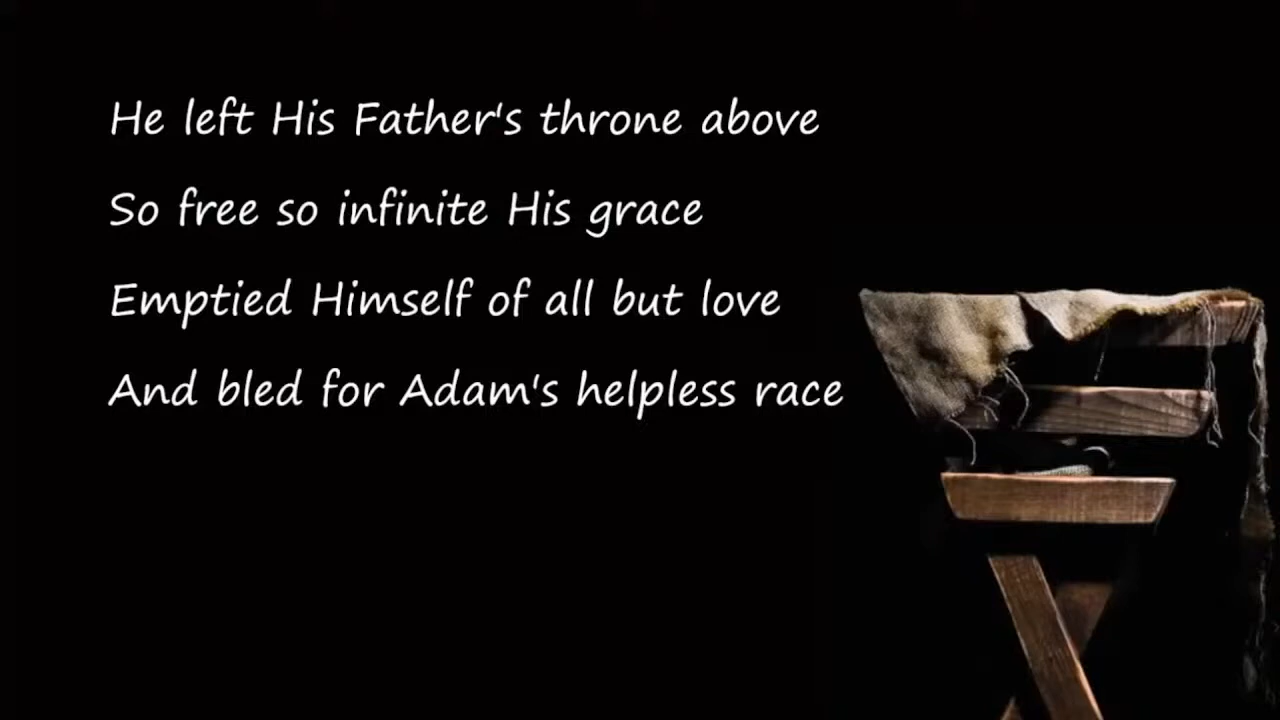 He left His Father's throne above
So free so infinite His grace
Emptied Himself of all but love
And bled for Adam's helpless race